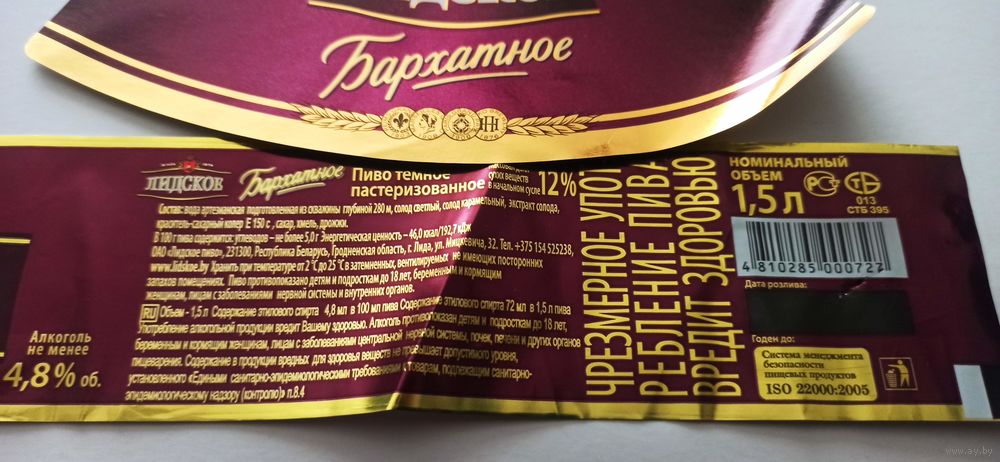 Бархатное
1876
ЛИДСКОЕ
Бархатное
Пиво темное
пастеризованное
сухих веществ
в начальном сусле
12%
Состав: вода артезианская подготовленная из скважины глубиной 280 м, солод светлый, солод карамельный, экстракт солода,
краситель-сахарный колер E 150 с, сахар, хмель, дрожжи.
В 100 г пива содержится: углеводов – не более 5,0 г Энергетическая ценность – 46,0 ккал/192,7 кДж
ОАО «Лидское пиво», 231300, Республика Беларусь, Гродненская область, г. Лида, ул. Мицкевича, 32. Тел. +375 154 525238,
www.lidskoe.by Хранить при температуре от 2 °С до 25 °С в затемненных, вентилируемых не имеющих посторонних
запахов помещениях. Пиво противопоказано детям и подросткам до 18 лет, беременным и кормящим
женщинам, лицам с заболеваниями нервной системы и внутренних органов.
RU Объем - 1,5 л Содержание этилового спирта 4,8 мл в 100 мл пива Содержание этилового спирта 72 мл в 1,5 л пива
Употребление алкогольной продукции вредит Вашему здоровью. Алкоголь противопоказан детям и подросткам до 18 лет,
беременным и кормящим женщинам, лицам с заболеваниями центральной нервной системы, почек, печени и других органов
пищеварения. Содержание в продукции вредных для здоровья веществ не превышает допустимого уровня,
установленного «Едиными санитарно-эпидемиологическими требованиями к товарам, подлежащим санитарно-
эпидемиологическому надзору (контролю)» п.8.4
Алкоголь
не менее
4,8% об.
ЧРЕЗМЕРНОЕ УПОТ
РЕБЛЕНИЕ ПИВА
ВРЕДИТ ЗДОРОВЬЮ
НОМИНАЛЬНЫЙ
ОБЪЕМ
1,5 л
013
СТБ 395
4 810285 000727
Дата розлива:
Годен до:
Система менеджмента
безопасности
пищевых продуктов
ISO 22000:2005
www.ay.by